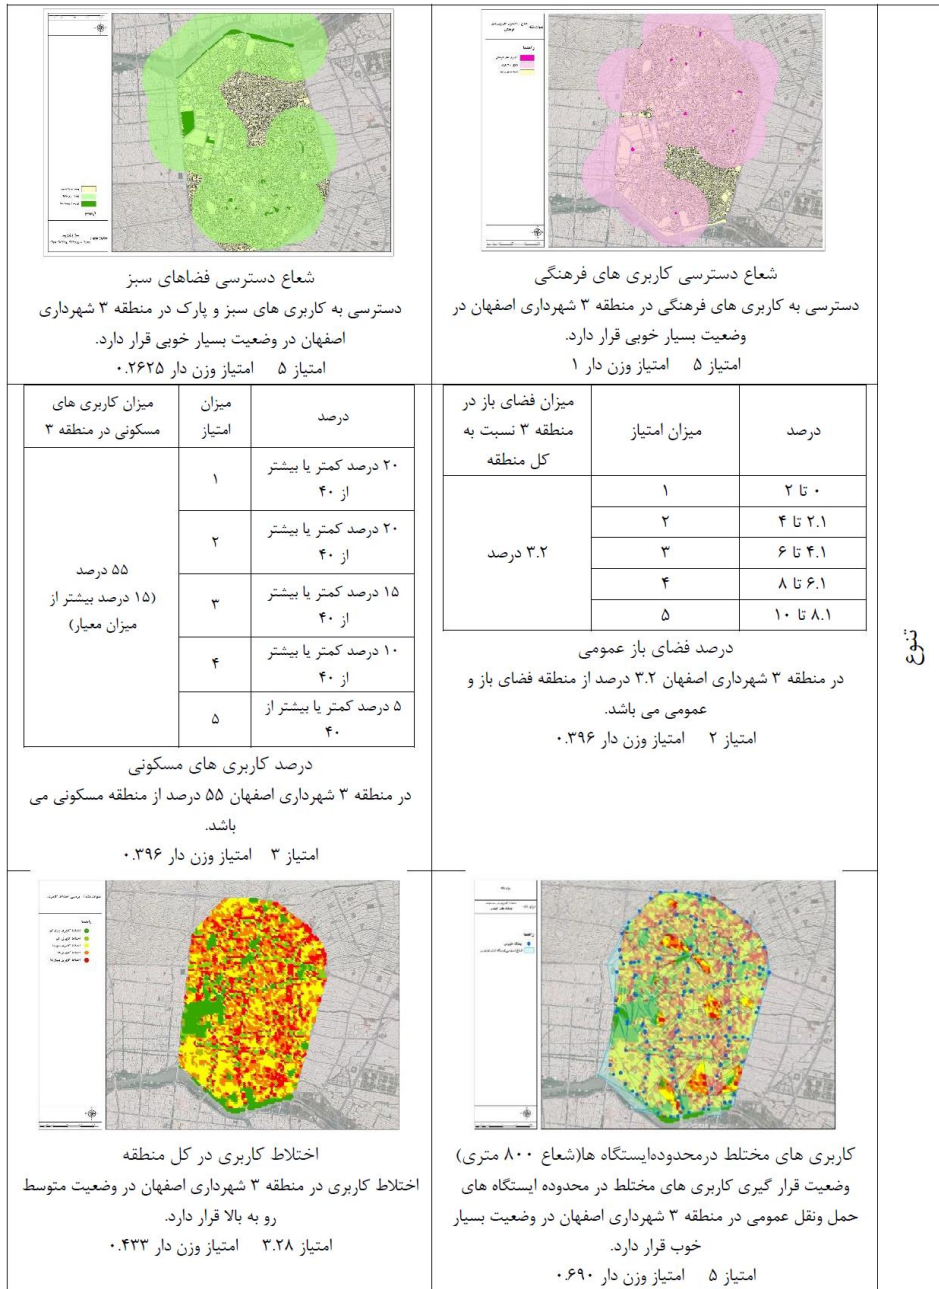 تنوع
شعاع دسترسی کاربری های فرهنگی
دسترسی به کاربری های فرهنگی در منطقه ۳ شهرداری اصفهان در
وضعیت بسیار خوبی قرار دارد.
امتیاز ۵ امتیاز وزن دار ۱
شعاع دسترسی فضاهای سبز
دسترسی به کاربری های سبز و پارک در منطقه ۳ شهرداری
اصفهان در وضعیت بسیار خوبی قرار دارد.
امتیاز ۵ امتیاز وزن دار ۰.۲۶۲۵
درصد
میزان امتیاز
میزان فضای باز در
منطقه ۳ نسبت به
کل منطقه
۰ تا ۲
۱
۲.۱ تا ۴
۲
۴.۱ تا ۶
۳
۳.۲ درصد
۶.۱ تا ۸
۴
۸.۱ تا ۱۰
۵
درصد فضای باز عمومی
در منطقه ۳ شهرداری اصفهان ۳.۲ درصد از منطقه فضای باز و
عمومی می باشد.
امتیاز ۲ امتیاز وزن دار ۰.۳۹۶
درصد
میزان
امتیاز
میزان کاربری های
مسکونی در منطقه ۳
۲۰ درصد کمتر یا بیشتر
از ۴۰
۱
۲۰ درصد کمتر یا بیشتر
از ۴۰
۲
۱۵ درصد کمتر یا بیشتر
از ۴۰
۳
۵۵ درصد
(۱۵ درصد بیشتر از
میزان معیار)
۱۰ درصد کمتر یا بیشتر
از ۴۰
۴
۵ درصد کمتر یا بیشتر از
۴۰
۵
درصد کاربری های مسکونی
در منطقه ۳ شهرداری اصفهان ۵۵ درصد از منطقه مسکونی می
باشد.
امتیاز ۳ امتیاز وزن دار ۰.۳۹۶
کاربری های مختلط درمحدودهایستگاه ها(شعاع ۸۰۰ متری)
وضعیت قرار گیری کاربری های مختلط در محدوده ایستگاه های
حمل ونقل عمومی در منطقه ۳ شهرداری اصفهان در وضعیت بسیار
خوب قرار دارد.
امتیاز ۵ امتیاز وزن دار ۰.۶۹۰
اختلاط کاربری در کل منطقه
اختلاط کاربری در منطقه ۳ شهرداری اصفهان در وضعیت متوسط
رو به بالا قرار دارد.
امتیاز ۳.۲۸ امتیاز وزن دار ۰.۴۳۳